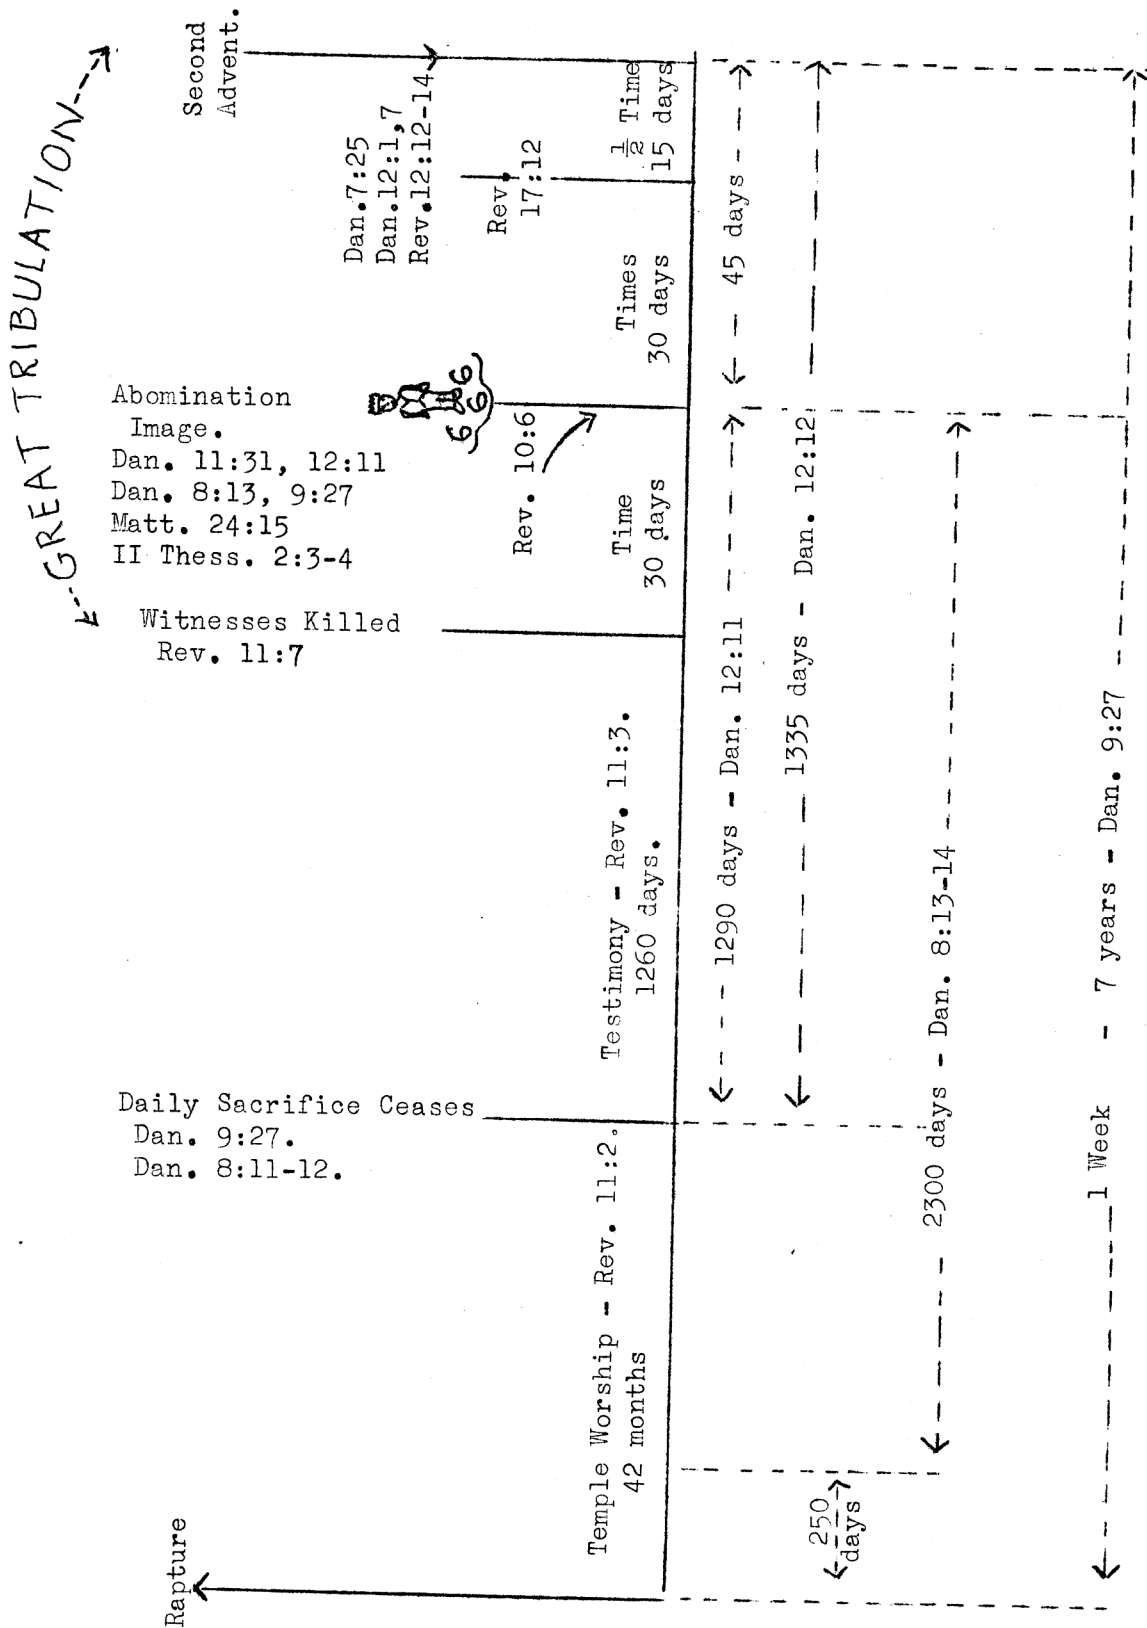 GREAT TRIBULATION
Second
Advent.
Rapture
Daily Sacrifice Ceases
Dan. 9:27.
Dan. 8:11-12.
Witnesses Killed
Rev. 11:7
Abomination
Image.
Dan. 11:31, 12:11
Dan. 8:13, 9:27
Matt. 24:15
II Thess. 2:3-4
Dan.7:25
Dan.12:1,7
Rev.12:12-14
6 6 6
Rev. 10:6
Rev.
17:12
Temple Worship - Rev. 11:2.
42 months
Testimony - Rev. 11:3.
1260 days.
Time
30 days
Times
30 days
½ Time
15 days
1290 days - Dan. 12:11
45 days
1335 days - Dan. 12:12
250
days
2300 days - Dan. 8:13-14
1 Week - 7 years - Dan. 9:27